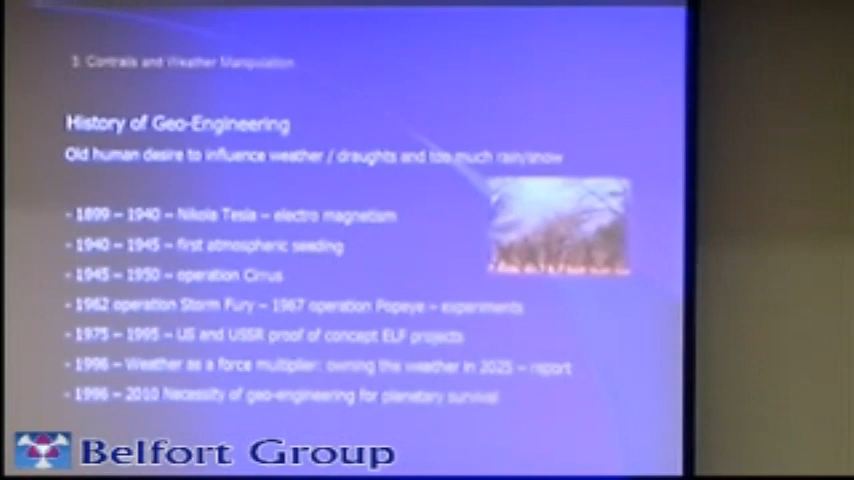 3. Contrails and Weather Manipulation
History of Geo-Engineering
Old human desire to influence weather / draughts and too much rain/snow
- 1899 – 1940 – Nikola Tesla – electro magnetism
- 1940 – 1945 – first atmospheric seeding
- 1945 – 1950 – operation Cirrus
- 1962 operation Storm Fury – 1967 operation Popeye – experiments
- 1975 – 1995 – US and USSR proof of concept ELF projects
- 1996 – Weather as a force multiplier: owning the weather in 2025 – report
- 1996 – 2010 Necessity of geo-engineering for planetary survival
Belfort Group